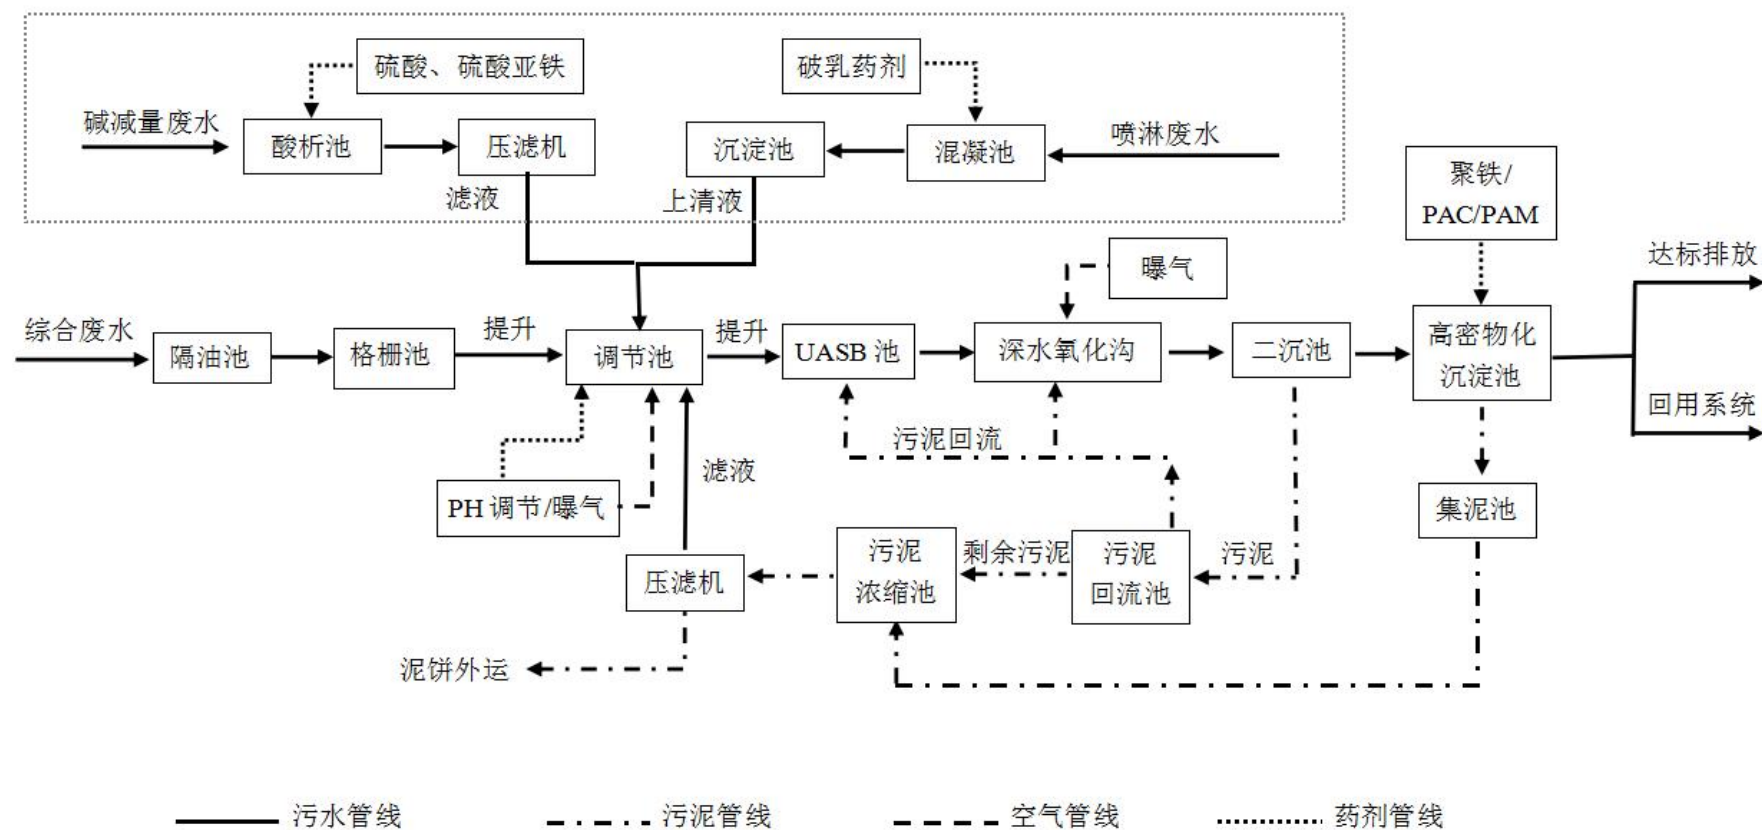 硫酸、硫酸亚铁
破乳药剂
碱减量废水
酸析池
压滤机
沉淀池
混凝池
喷淋废水
滤液
上清液
聚铁/
PAC/PAM
曝气
达标排放
综合废水
隔油池
格栅池
提升
调节池
提升
UASB 池
深水氧化沟
二沉池
高密物化
沉淀池
回用系统
污泥回流
滤液
PH 调节/曝气
集泥池
压滤机
污泥
浓缩池
剩余污泥
污泥
回流池
污泥
泥饼外运
污水管线
污泥管线
空气管线
药剂管线